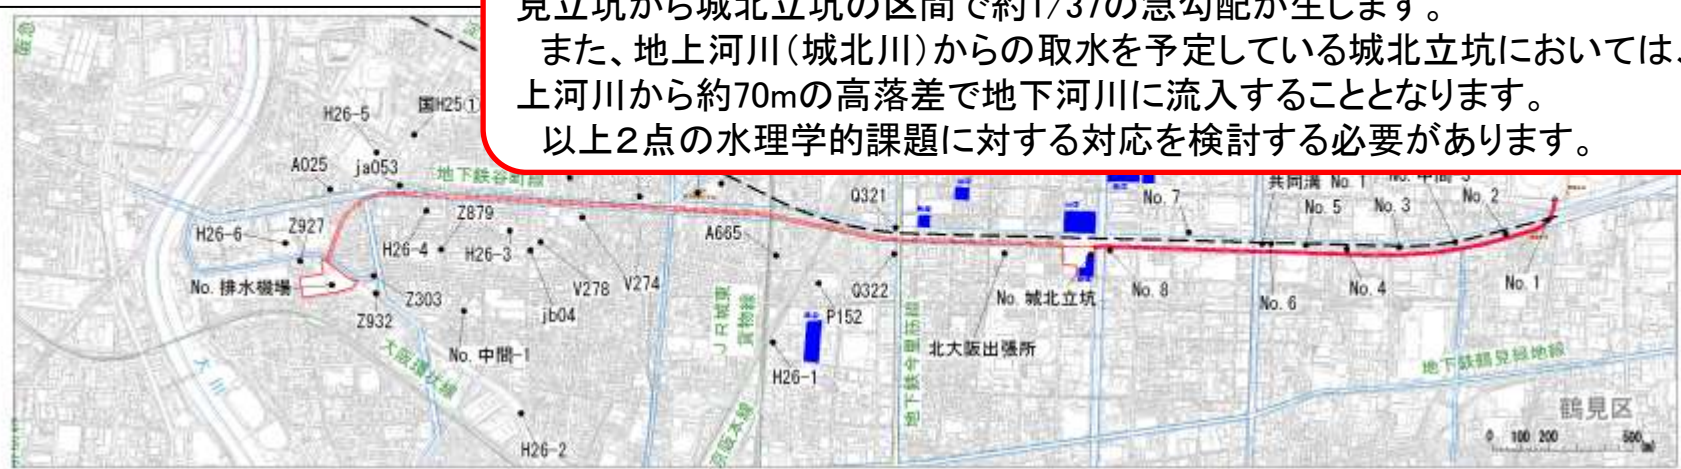 見立坑から城北立坑の区間で約1/37の急勾配が生じます。
また、地上河川（城北川）からの取水を予定している城北立坑においては、
上河川から約70mの高落差で地下河川に流入することとなります。
以上２点の水理学的課題に対する対応を検討する必要があります。
阪急
国H25①
H26-5
A025
ja053
地下鉄谷町線
Z927
Z879
H26-6
H26-4
H26-3
A665
Q321
No. 7
共同溝 No. 1
No. 中間-3
No. 5
No. 3
No. 2
No. 排水機場
Z303
Z932
V278
V274
jb04
No. 中間-1
Q322
P152
No. 城北立坑
No. 8
No. 6
No. 4
No. 1
大川
大阪環状線
JR城東
貨物線
H26-1
北大阪出張所
地下鉄今里筋線
地下鉄鶴見緑地線
H26-2
京阪本線
鶴見区
0 100 200 500